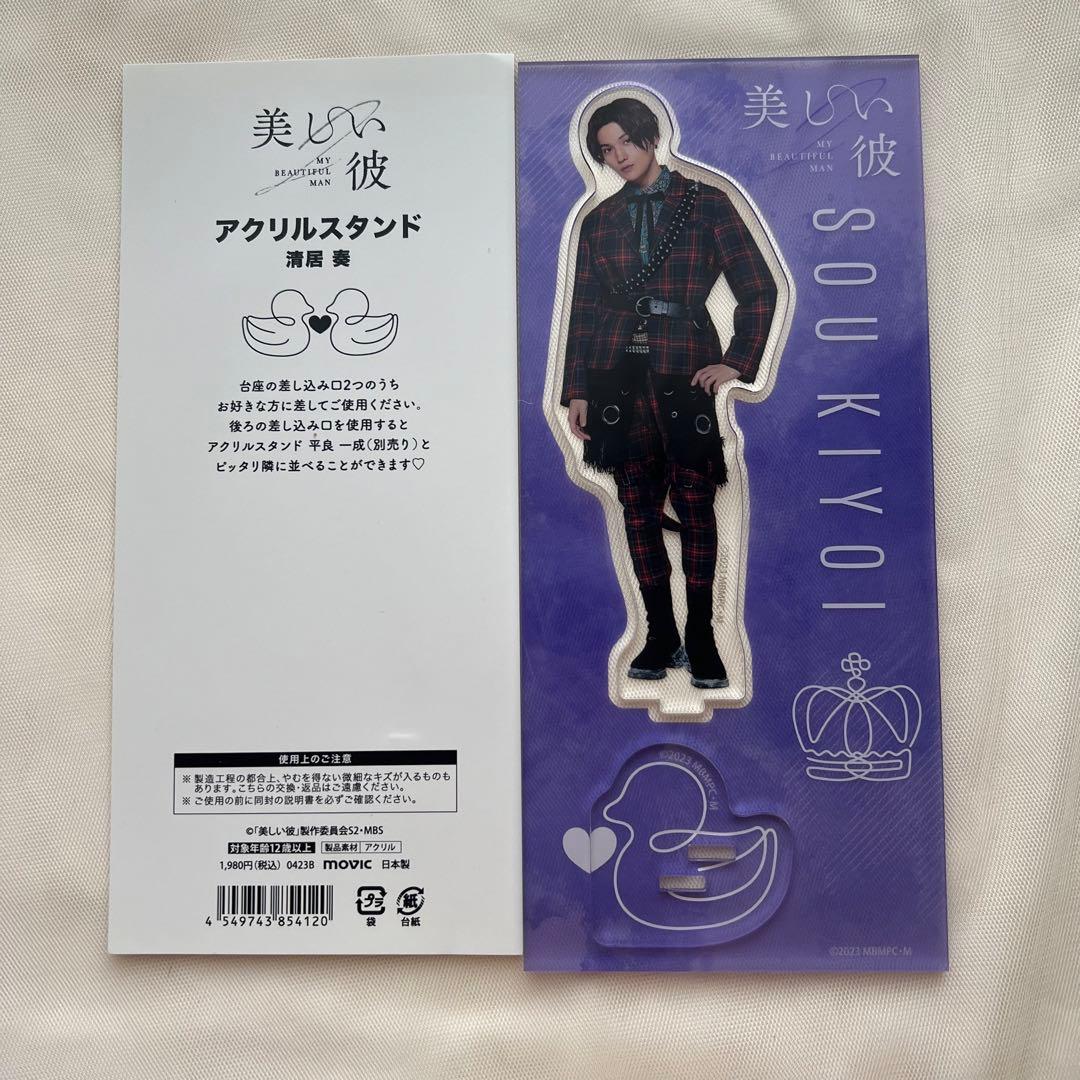 美しい彼
MY
BEAUTIFUL
MAN
アクリルスタンド
清居 奏
台座の差し込み口2つのうち
お好きな方に差してご使用ください。
後ろの差し込み口を使用すると
アクリルスタンド 平良 一成(別売り)と
ピッタリ隣に並べることができます♡
使用上のご注意
※ 製造工程の都合上、やむを得ない微細なキズが入るものも
あります。こちらの交換・返品はご遠慮ください。
※ ご使用の前に同封の説明書を必ずご確認ください。
©「美しい彼」製作委員会S2・MBS
対象年齢12歳以上 製品素材 アクリル
1,980円(税込) 0423B movic 日本製
4 549743 854120
プラ 袋
紙 台紙
美しい彼
MY
BEAUTIFUL
MAN
SOU KIYOI
MBMPC・M
©2023 MBMPC・M
©2023 MBMPC・M